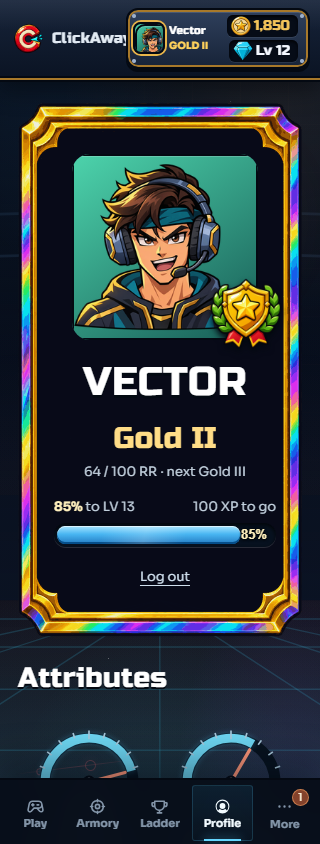 ClickAway
Vector
GOLD II
1,850
Lv 12
VECTOR
Gold II
64 / 100 RR · next Gold III
85% to LV 13
100 XP to go
85%
Log out
Attributes
Play
Armory
Ladder
Profile
More
1